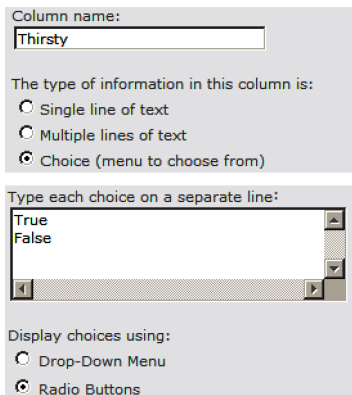 Column name:
Thirsty
The type of information in this column is:
Single line of text
Multiple lines of text
Choice (menu to choose from)
Type each choice on a separate line:
True
False
Display choices using:
Drop-Down Menu
Radio Buttons